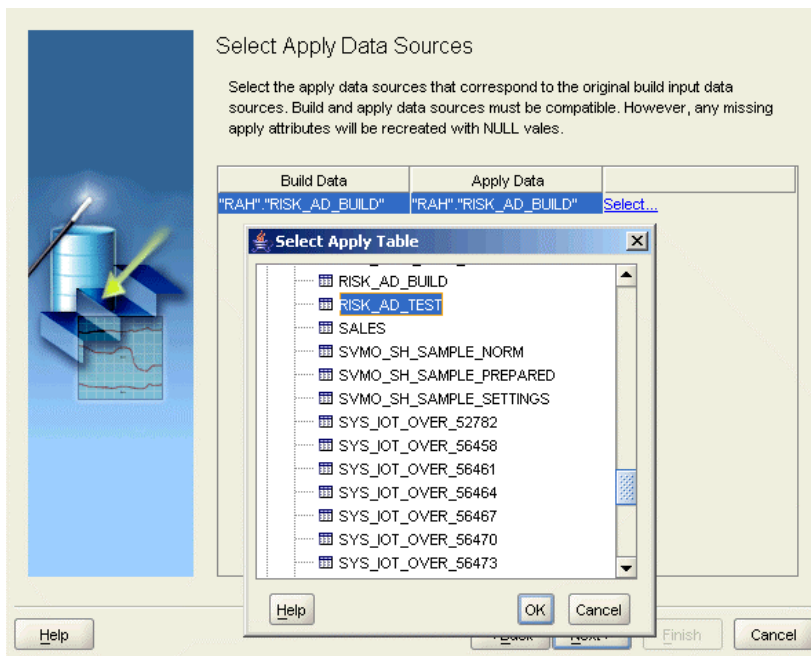 Select Apply Data Sources
Select the apply data sources that correspond to the original build input data
sources. Build and apply data sources must be compatible. However, any missing
apply attributes will be recreated with NULL vales.
Build Data Apply Data
"RAH"."RISK_AD_BUILD" "RAH"."RISK_AD_BUILD" Select...
Select Apply Table
RISK_AD_BUILD
RISK_AD_TEST
SALES
SVMO_SH_SAMPLE_NORM
SVMO_SH_SAMPLE_PREPARED
SVMO_SH_SAMPLE_SETTINGS
SYS_IOT_OVER_52782
SYS_IOT_OVER_56458
SYS_IOT_OVER_56461
SYS_IOT_OVER_56464
SYS_IOT_OVER_56467
SYS_IOT_OVER_56470
SYS_IOT_OVER_56473
Help OK Cancel
Help Finish Cancel